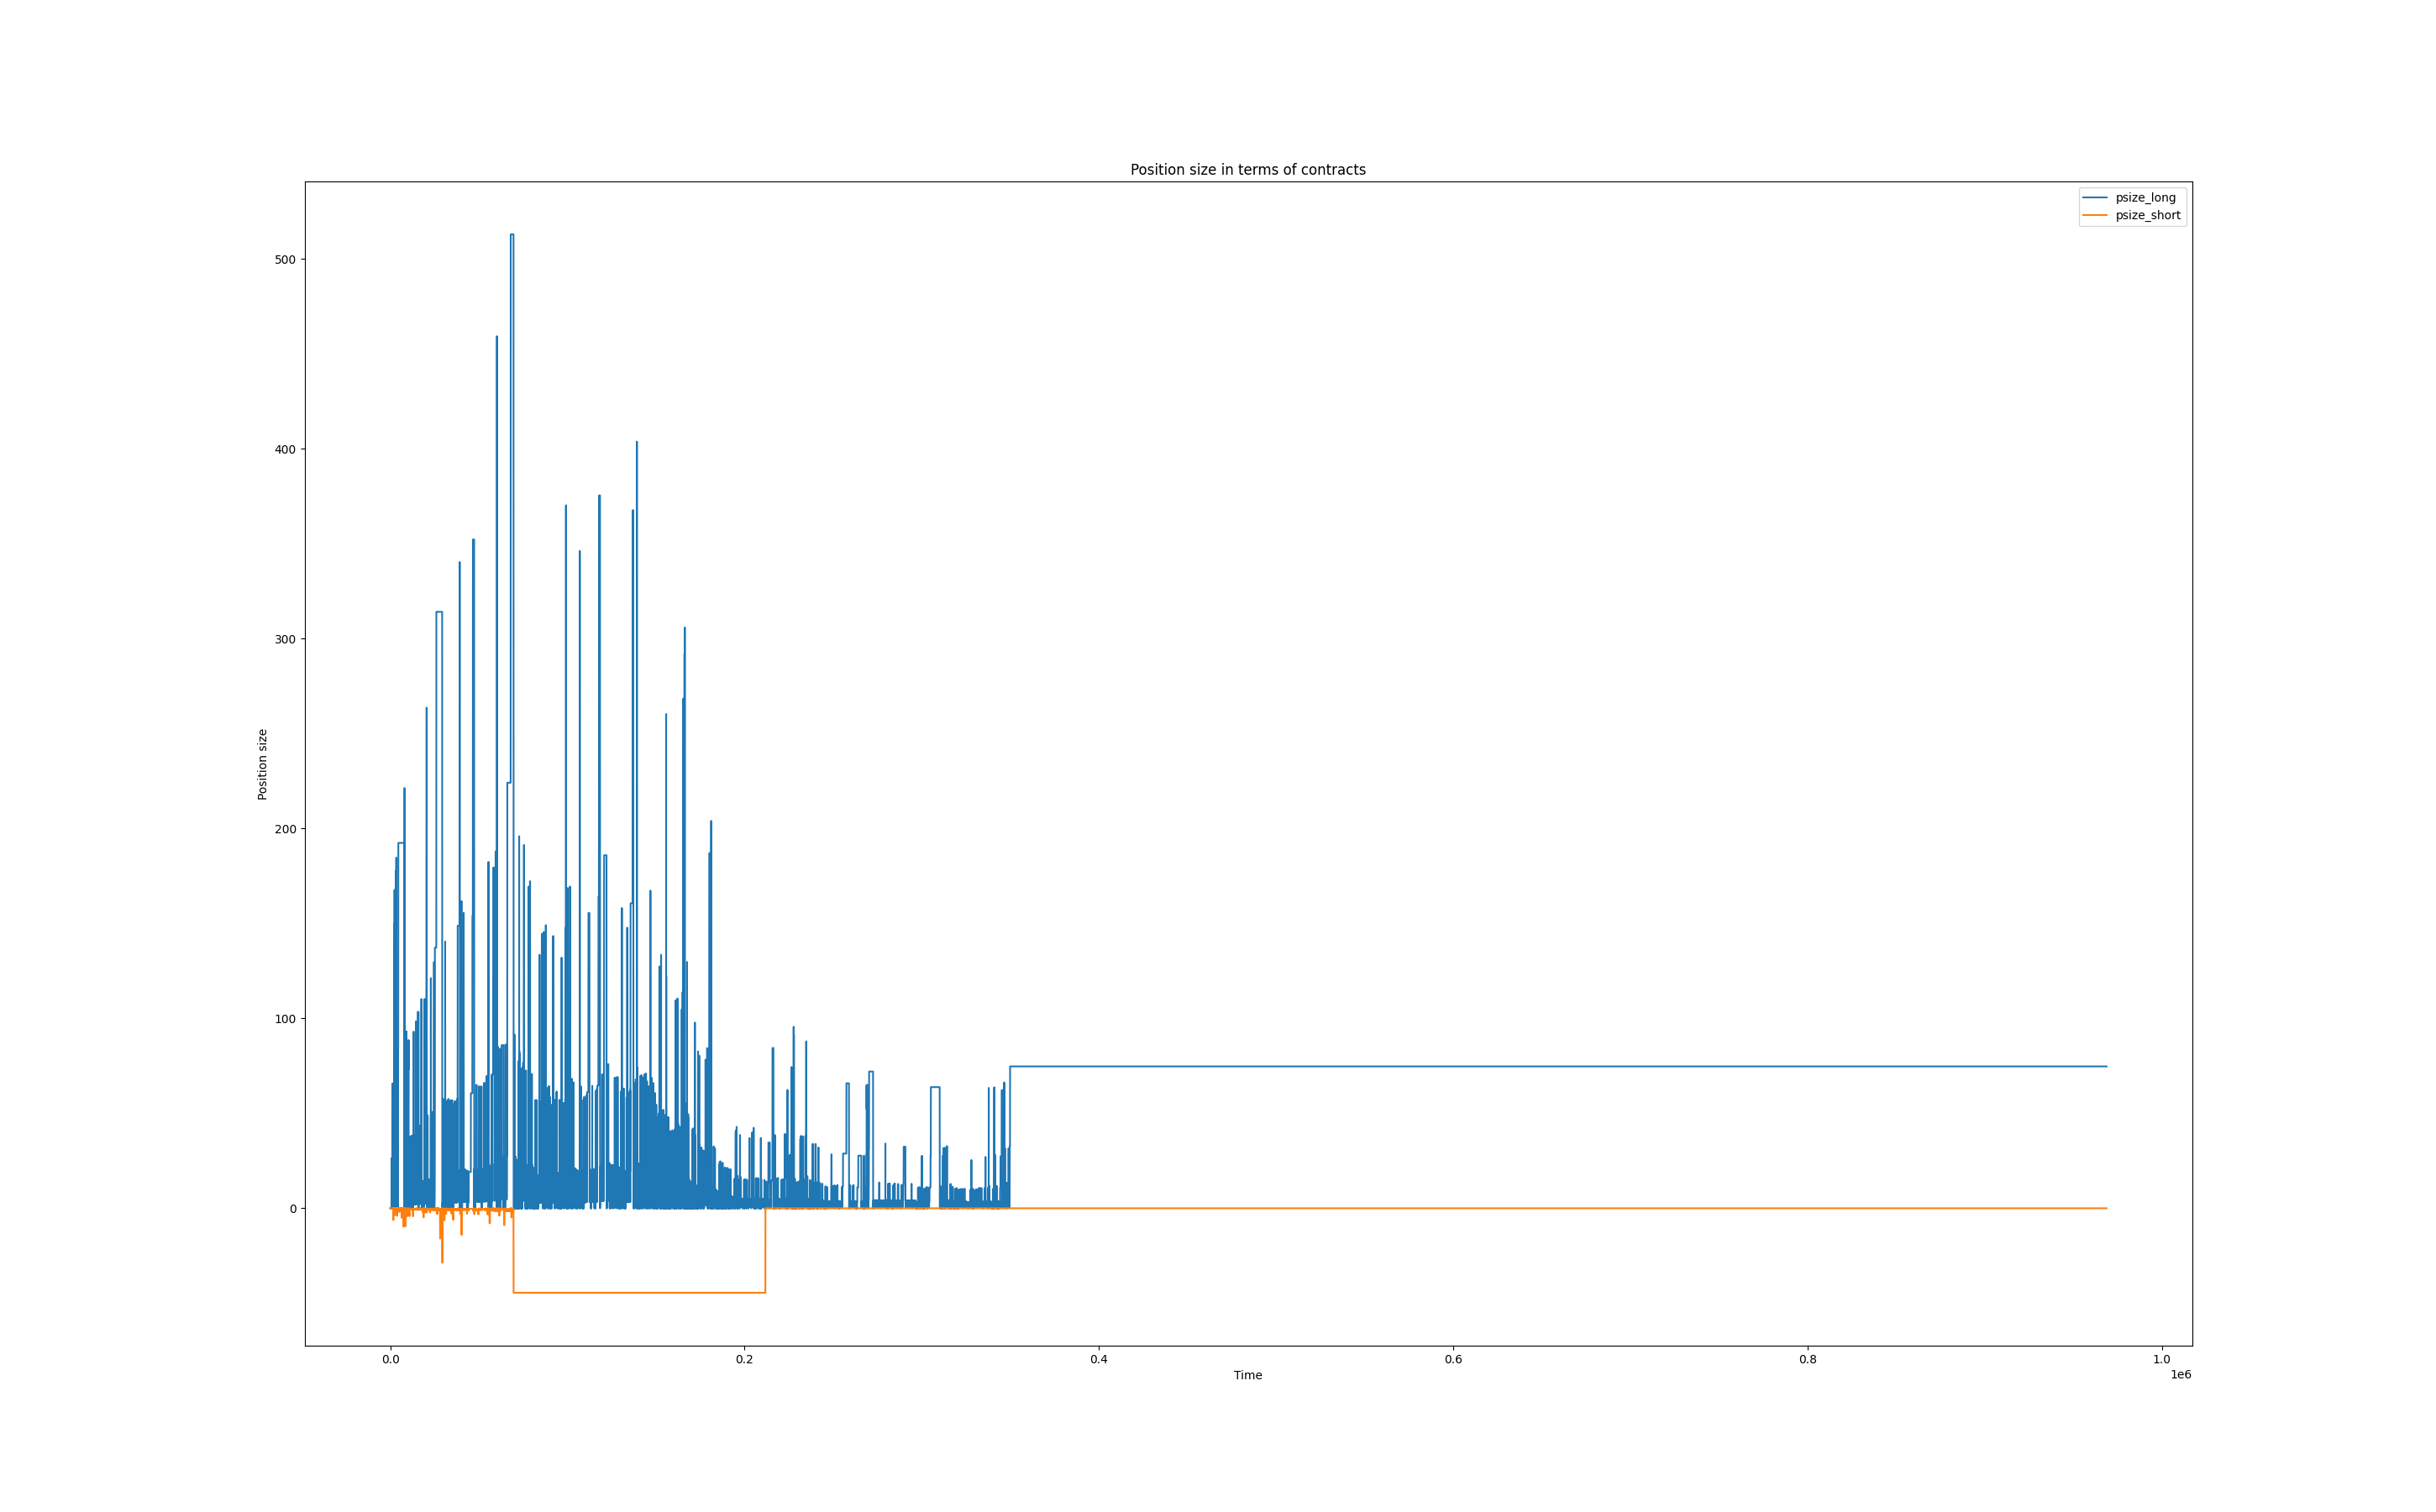 Position size in terms of contracts
psize_long
psize_short
500
400
300
200
100
0
Position size
0.0 0.2 0.4 0.6 0.8 1.0
Time
1e6